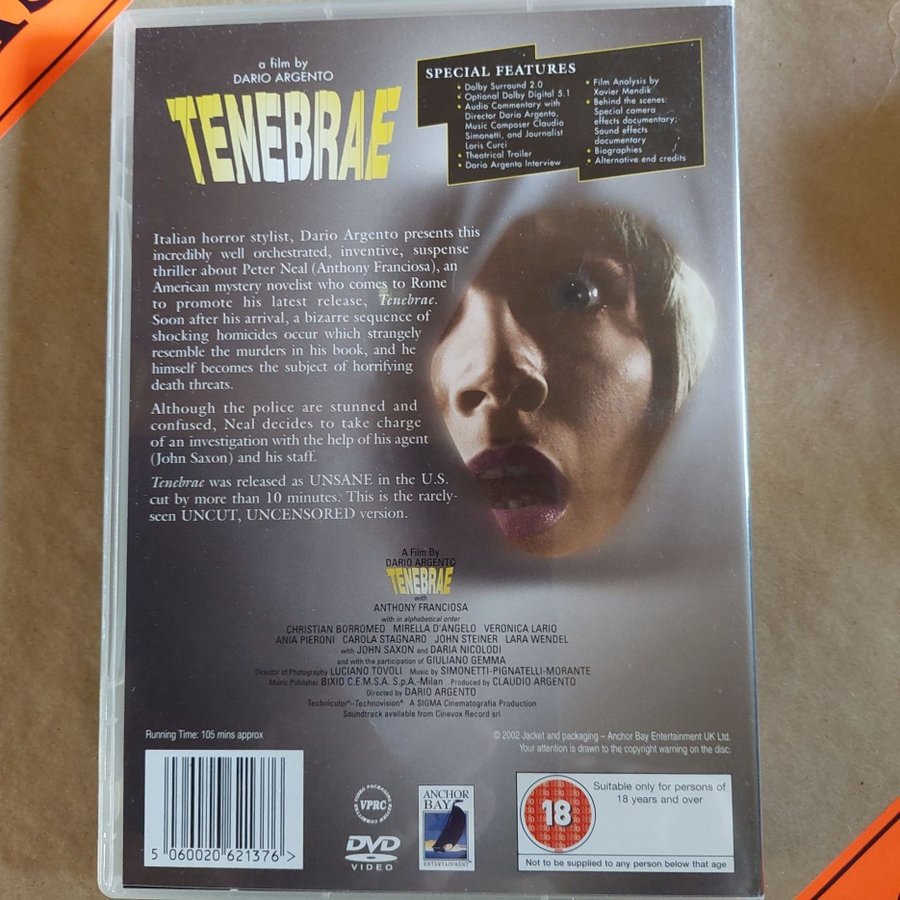 a film by
DARIO ARGENTO
TENEBRAE
SPECIAL FEATURES
• Dolby Surround 2.0
• Optional Dolby Digital 5.1
• Audio Commentary with
Director Dario Argento,
Music Composer Claudio
Simonetti, and Journalist
Loris Curci
• Theatrical Trailer
• Dario Argento Interview
• Film Analysis by
Xavier Mendik
• Behind the scenes:
Special camera
effects documentary;
Sound effects
documentary
• Biographies
• Alternative end credits
Italian horror stylist, Dario Argento presents this
incredibly well orchestrated, inventive, suspense
thriller about Peter Neal (Anthony Franciosa), an
American mystery novelist who comes to Rome
to promote his latest release, Tenebrae.
Soon after his arrival, a bizarre sequence of
shocking homicides occur which strangely
resemble the murders in his book, and he
himself becomes the subject of horrifying
death threats.
Although the police are stunned and
confused, Neal decides to take charge
of an investigation with the help of his agent
(John Saxon) and his staff.
Tenebrae was released as UNSANE in the U.S.
cut by more than 10 minutes. This is the rarely-
seen UNCUT, UNCENSORED version.
A Film By
DARIO ARGENTO
TENEBRAE
with
ANTHONY FRANCIOSA
with in alphabetical order
CHRISTIAN BORROMEO MIRELLA D'ANGELO VERONICA LARIO
ANIA PIERONI CAROLA STAGNARO JOHN STEINER LARA WENDEL
with JOHN SAXON and DARIA NICOLODI
and with the participation of GIULIANO GEMMA
Director of Photography LUCIANO TOVOLI Music by SIMONETTI-PIGNATELLI-MORANTE
Music Publisher BIXIO C.E.M.S.A. S.p.A.-Milan Produced by CLAUDIO ARGENTO
Directed by DARIO ARGENTO
Technicolor®-Technovision® A SIGMA Cinematografia Production
Soundtrack available from Cinevox Record srl
Running Time: 105 mins approx
© 2002 Jacket and packaging – Anchor Bay Entertainment UK Ltd.
Your attention is drawn to the copyright warning on the disc.
5 060020 621376 >
VIDEO PACKAGING REVIEW COMMITTEE
VPRC
DVD
VIDEO
ANCHOR
BAY
ENTERTAINMENT
18
Suitable only for persons of
18 years and over
Not to be supplied to any person below that age